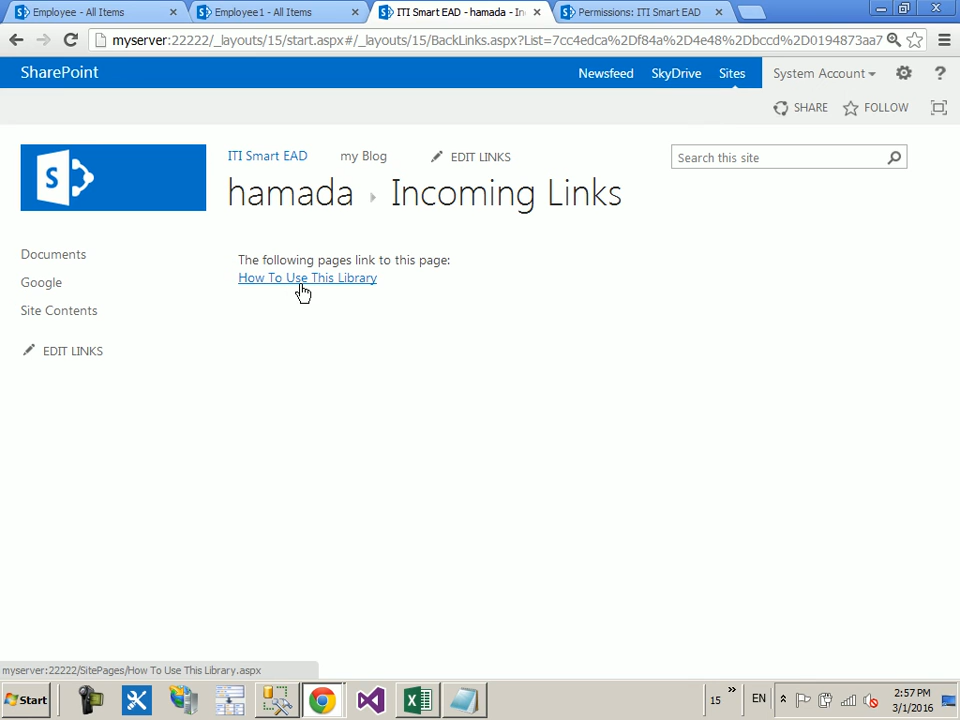 Employee - All Items
Employee1 - All Items
ITI Smart EAD - hamada - In
Permissions: ITI Smart EAD
myserver:22222/_layouts/15/start.aspx#/_layouts/15/BackLinks.aspx?List=7cc4edca%2Df84a%2D4e48%2Dbccd%2D0194873aa7
SharePoint
Newsfeed
SkyDrive
Sites
System Account
?
SHARE
FOLLOW
S
ITI Smart EAD
my Blog
EDIT LINKS
Search this site
hamada
Incoming Links
Documents
Google
Site Contents
EDIT LINKS
The following pages link to this page:
How To Use This Library
myserver:22222/SitePages/How To Use This Library.aspx
Start
15
EN
2:57 PM
3/1/2016